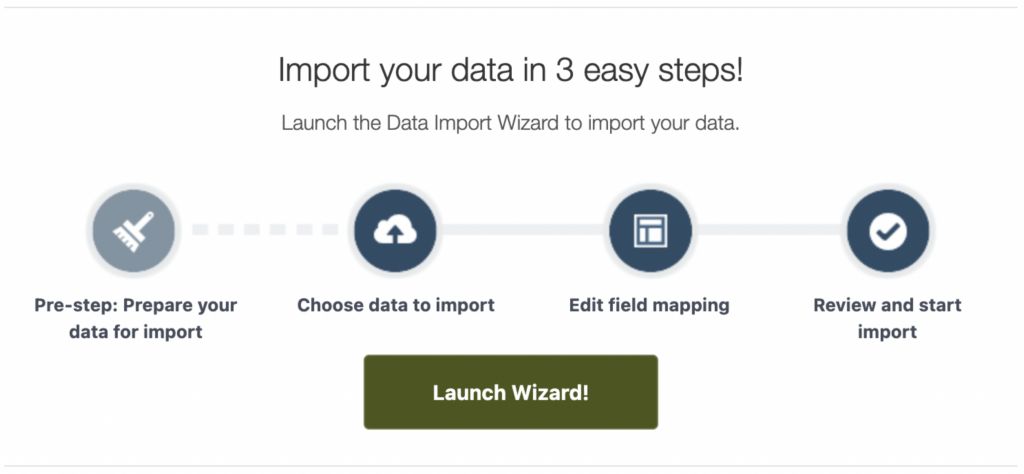 Import your data in 3 easy steps!
Launch the Data Import Wizard to import your data.
Pre-step: Prepare your
data for import
Choose data to import
Edit field mapping
Review and start
import
Launch Wizard!